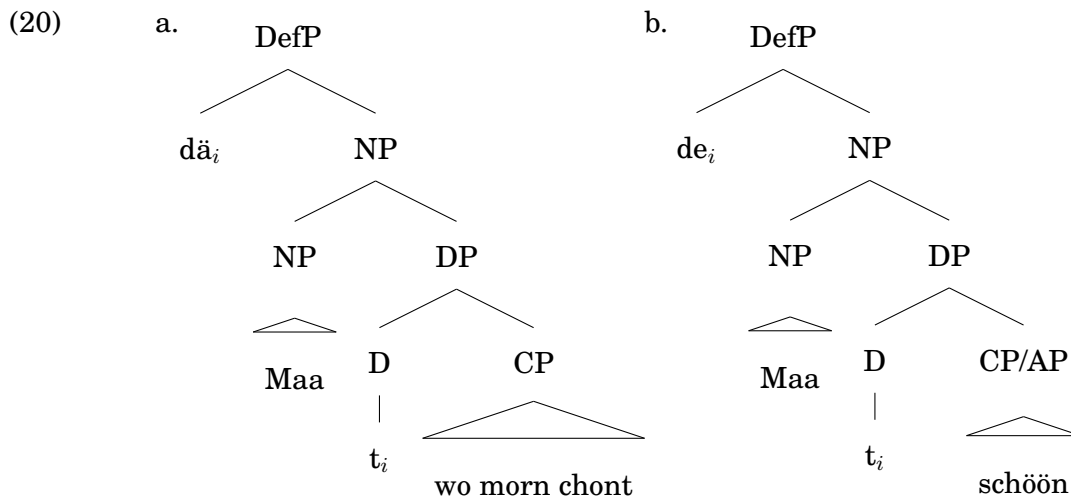 (20) a. b.
DefP DefP
däᵢ NP deᵢ NP
NP DP NP DP
Maa D CP Maa D CP/AP
tᵢ tᵢ
wo morn chont schöön